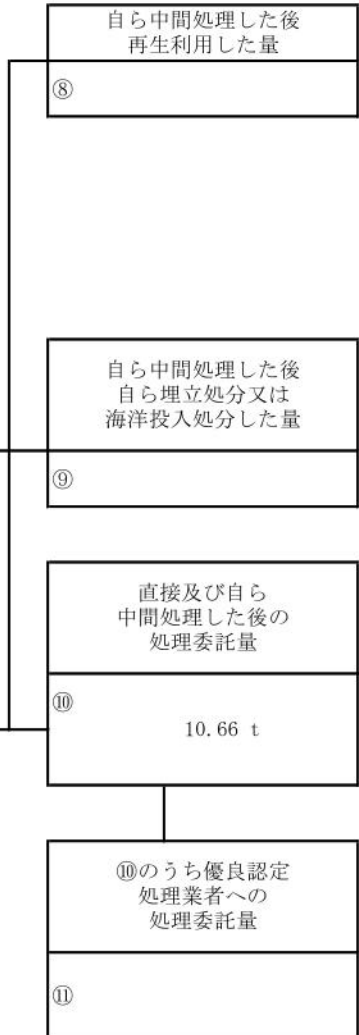 自ら中間処理した後
再生利用した量
⑧
自ら中間処理した後
自ら埋立処分又は
海洋投入処分した量
⑨
直接及び自ら
中間処理した後の
処理委託量
⑩
10.66 t
⑩のうち優良認定
処理業者への
処理委託量
⑪